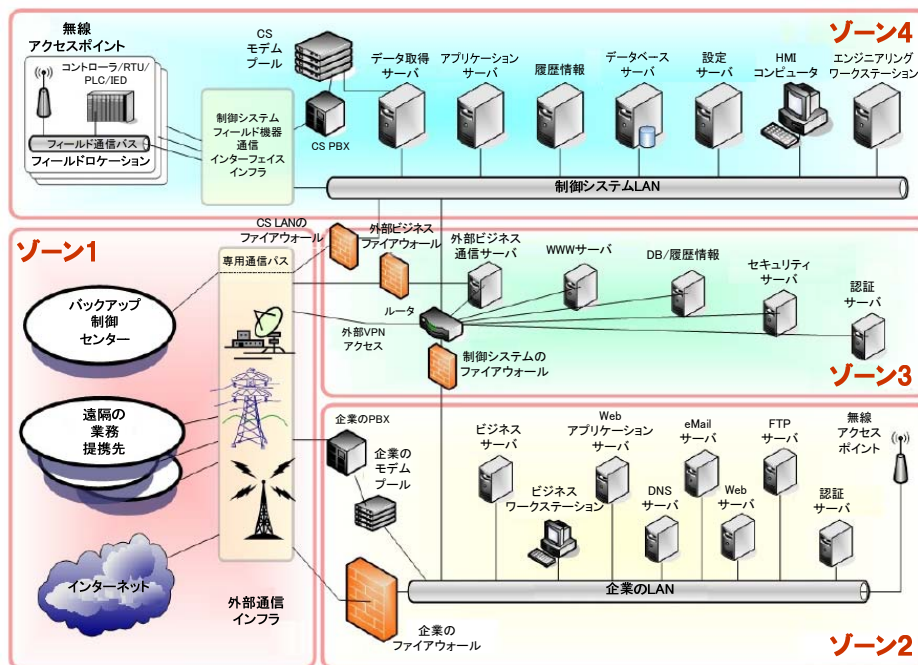 ゾーン4
無線
アクセスポイント
コントローラ/RTU/
PLC/IED
フィールド通信バス
フィールドロケーション
制御システム
フィールド機器
通信
インターフェイス
インフラ
CS
モデム
プール
CS PBX
データ取得
サーバ
アプリケーション
サーバ
履歴情報
データベース
サーバ
設定
サーバ
HMI
コンピュータ
エンジニアリング
ワークステーション
制御システムLAN
ゾーン1
CS LANの
ファイアウォール
専用通信バス
バックアップ
制御
センター
遠隔の
業務
提携先
インターネット
外部通信
インフラ
外部ビジネス
ファイアウォール
外部ビジネス
通信サーバ
WWWサーバ
DB/履歴情報
セキュリティ
サーバ
認証
サーバ
ルータ
外部VPN
アクセス
制御システムの
ファイアウォール
ゾーン3
企業のPBX
企業の
モデム
プール
ビジネス
サーバ
ビジネス
ワークステーション
Web
アプリケーション
サーバ
DNS
サーバ
eMail
サーバ
Web
サーバ
FTP
サーバ
認証
サーバ
無線
アクセス
ポイント
企業のLAN
企業の
ファイアウォール
ゾーン2